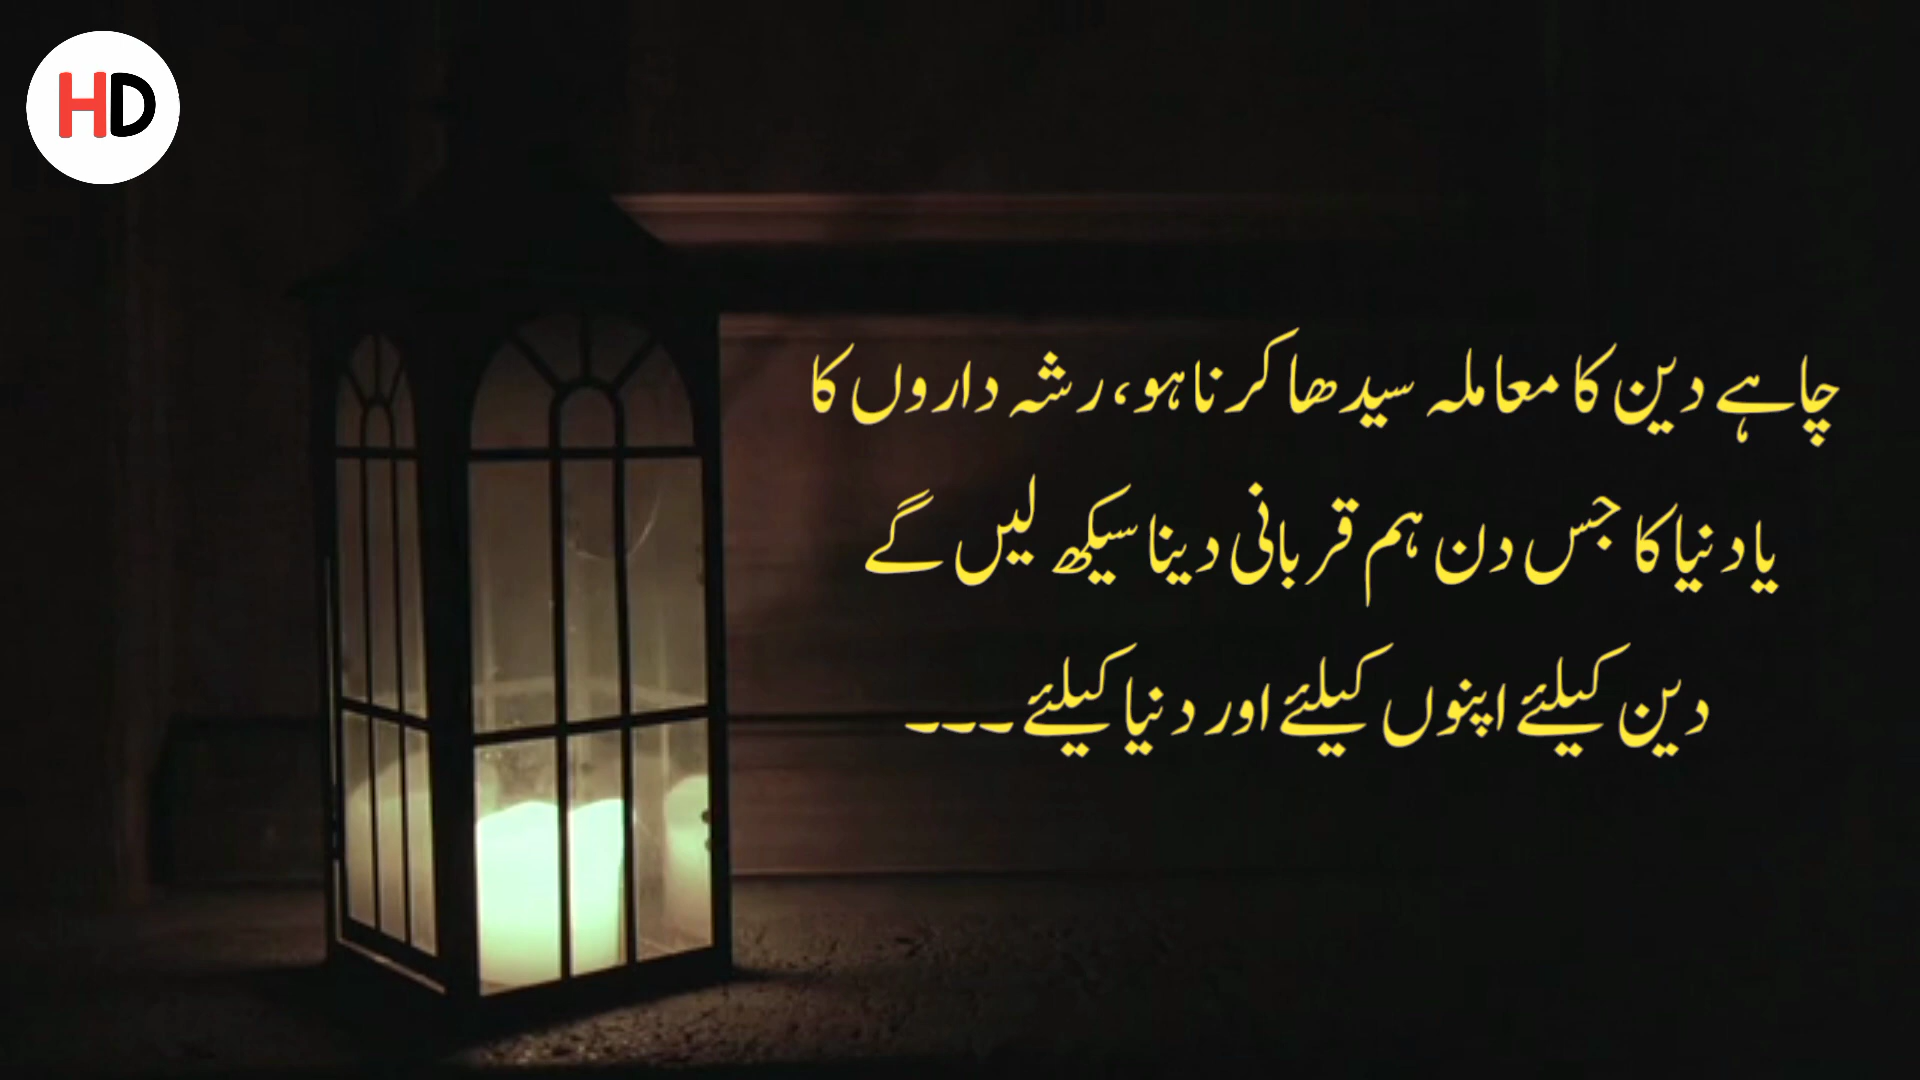 HD
چاہے دین کا معاملہ سیدھا کرنا ہو، رشہ داروں کا
یا دنیا کا جس دن ہم قربانی دینا سیکھ لیں گے
دین کیلئے اپنوں کیلئے اور دنیا کیلئے ۔۔۔